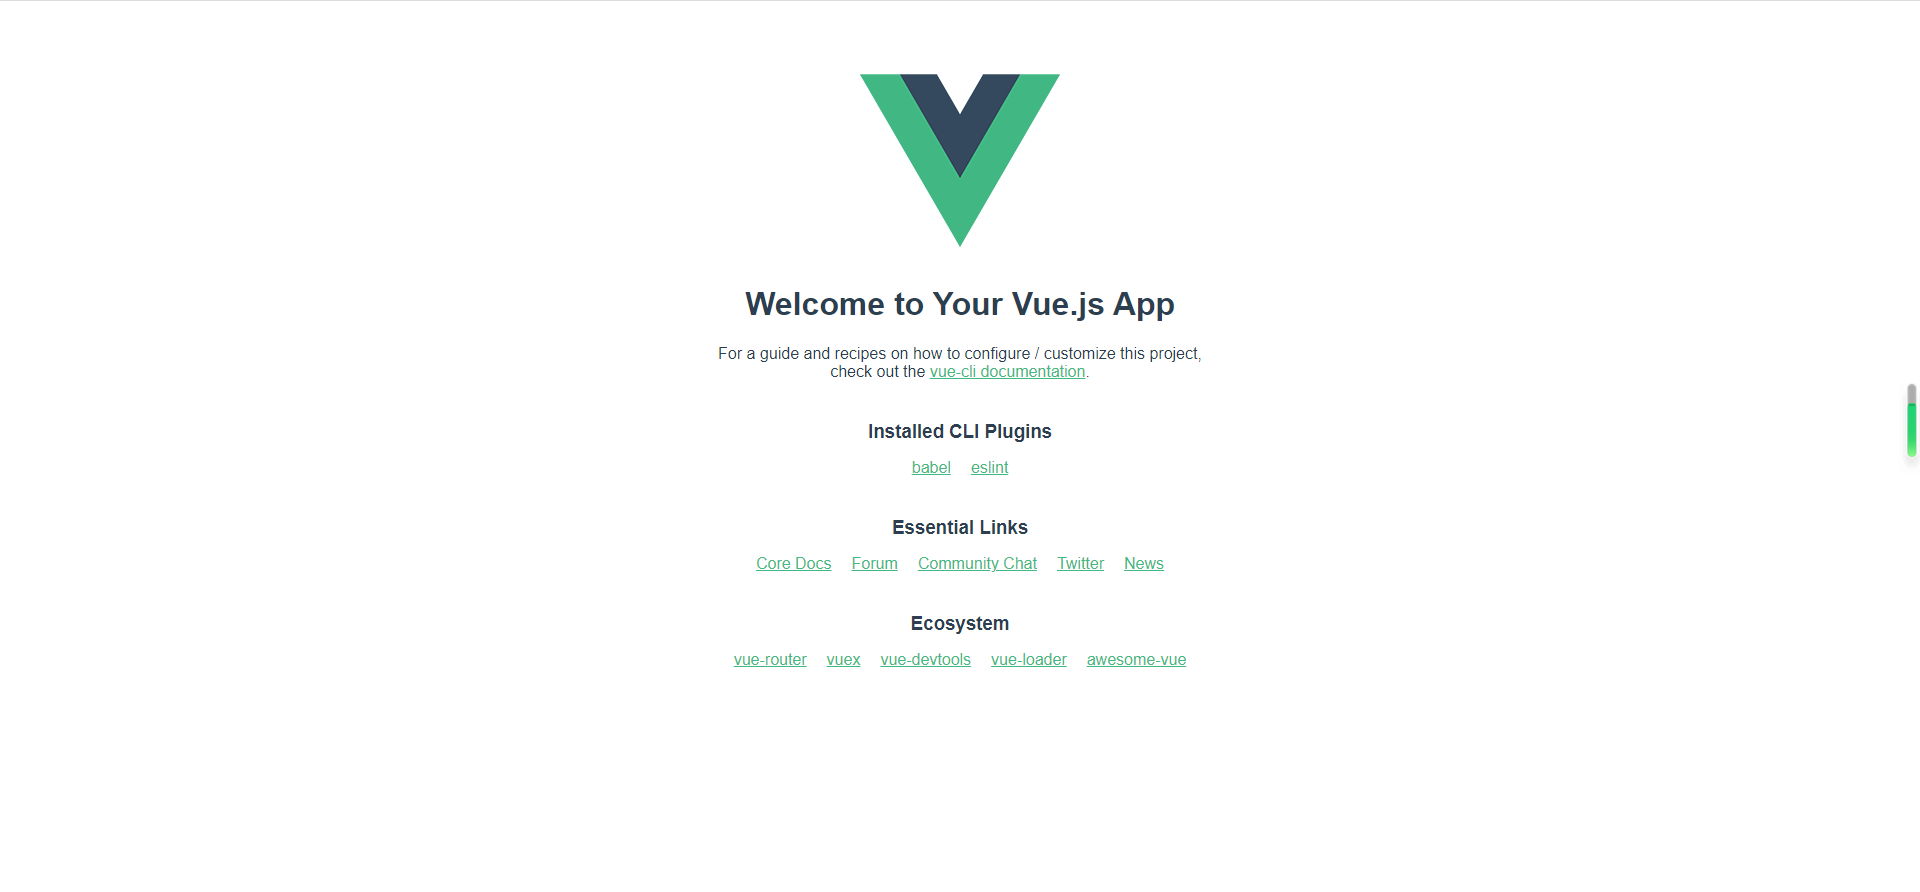 Welcome to Your Vue.js App
For a guide and recipes on how to configure / customize this project,
check out the vue-cli documentation.
Installed CLI Plugins
babel eslint
Essential Links
Core Docs Forum Community Chat Twitter News
Ecosystem
vue-router vuex vue-devtools vue-loader awesome-vue